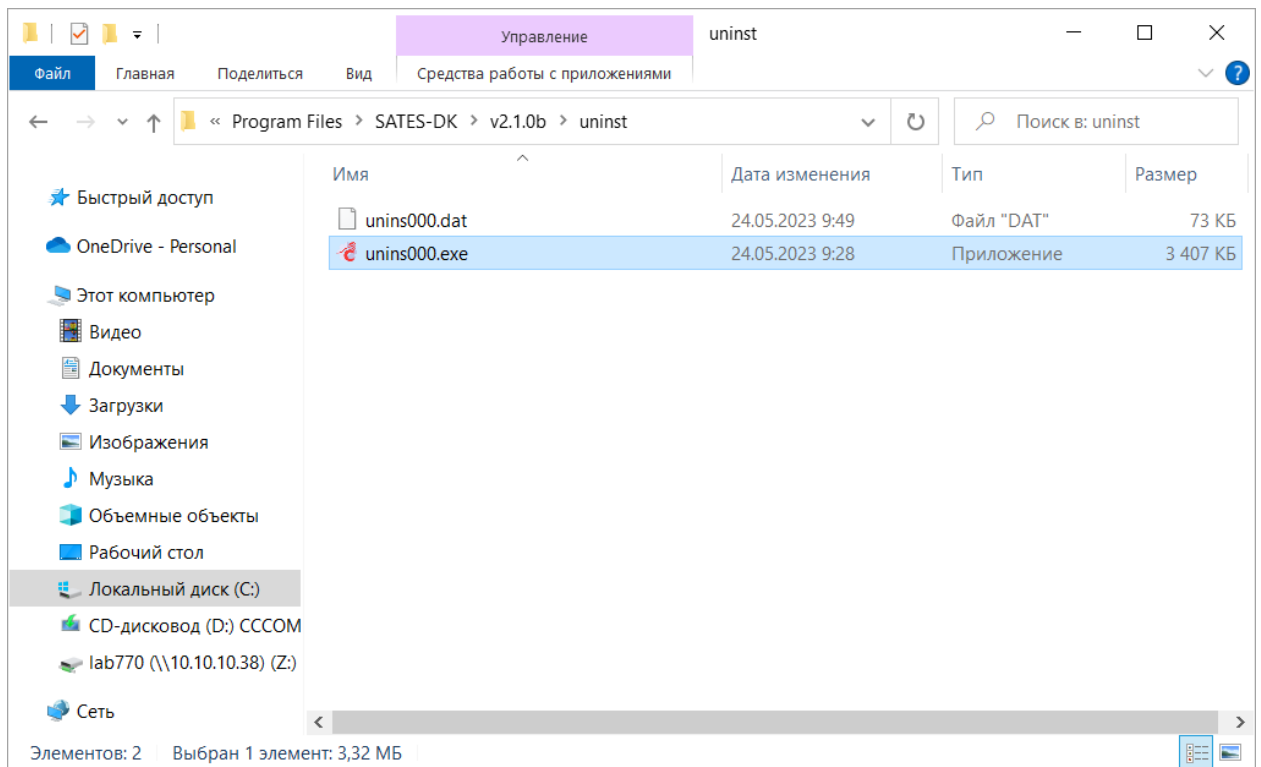 Управление
uninst
Файл
Главная
Поделиться
Вид
Средства работы с приложениями
?
« Program Files > SATES-DK > v2.1.0b > uninst
Поиск в: uninst
Имя
Дата изменения
Тип
Размер
unins000.dat
24.05.2023 9:49
Файл "DAT"
73 КБ
unins000.exe
24.05.2023 9:28
Приложение
3 407 КБ
Быстрый доступ
OneDrive - Personal
Этот компьютер
Видео
Документы
Загрузки
Изображения
Музыка
Объемные объекты
Рабочий стол
Локальный диск (C:)
CD-дисковод (D:) CCCOM
lab770 (\\10.10.10.38) (Z:)
Сеть
Элементов: 2
Выбран 1 элемент: 3,32 МБ